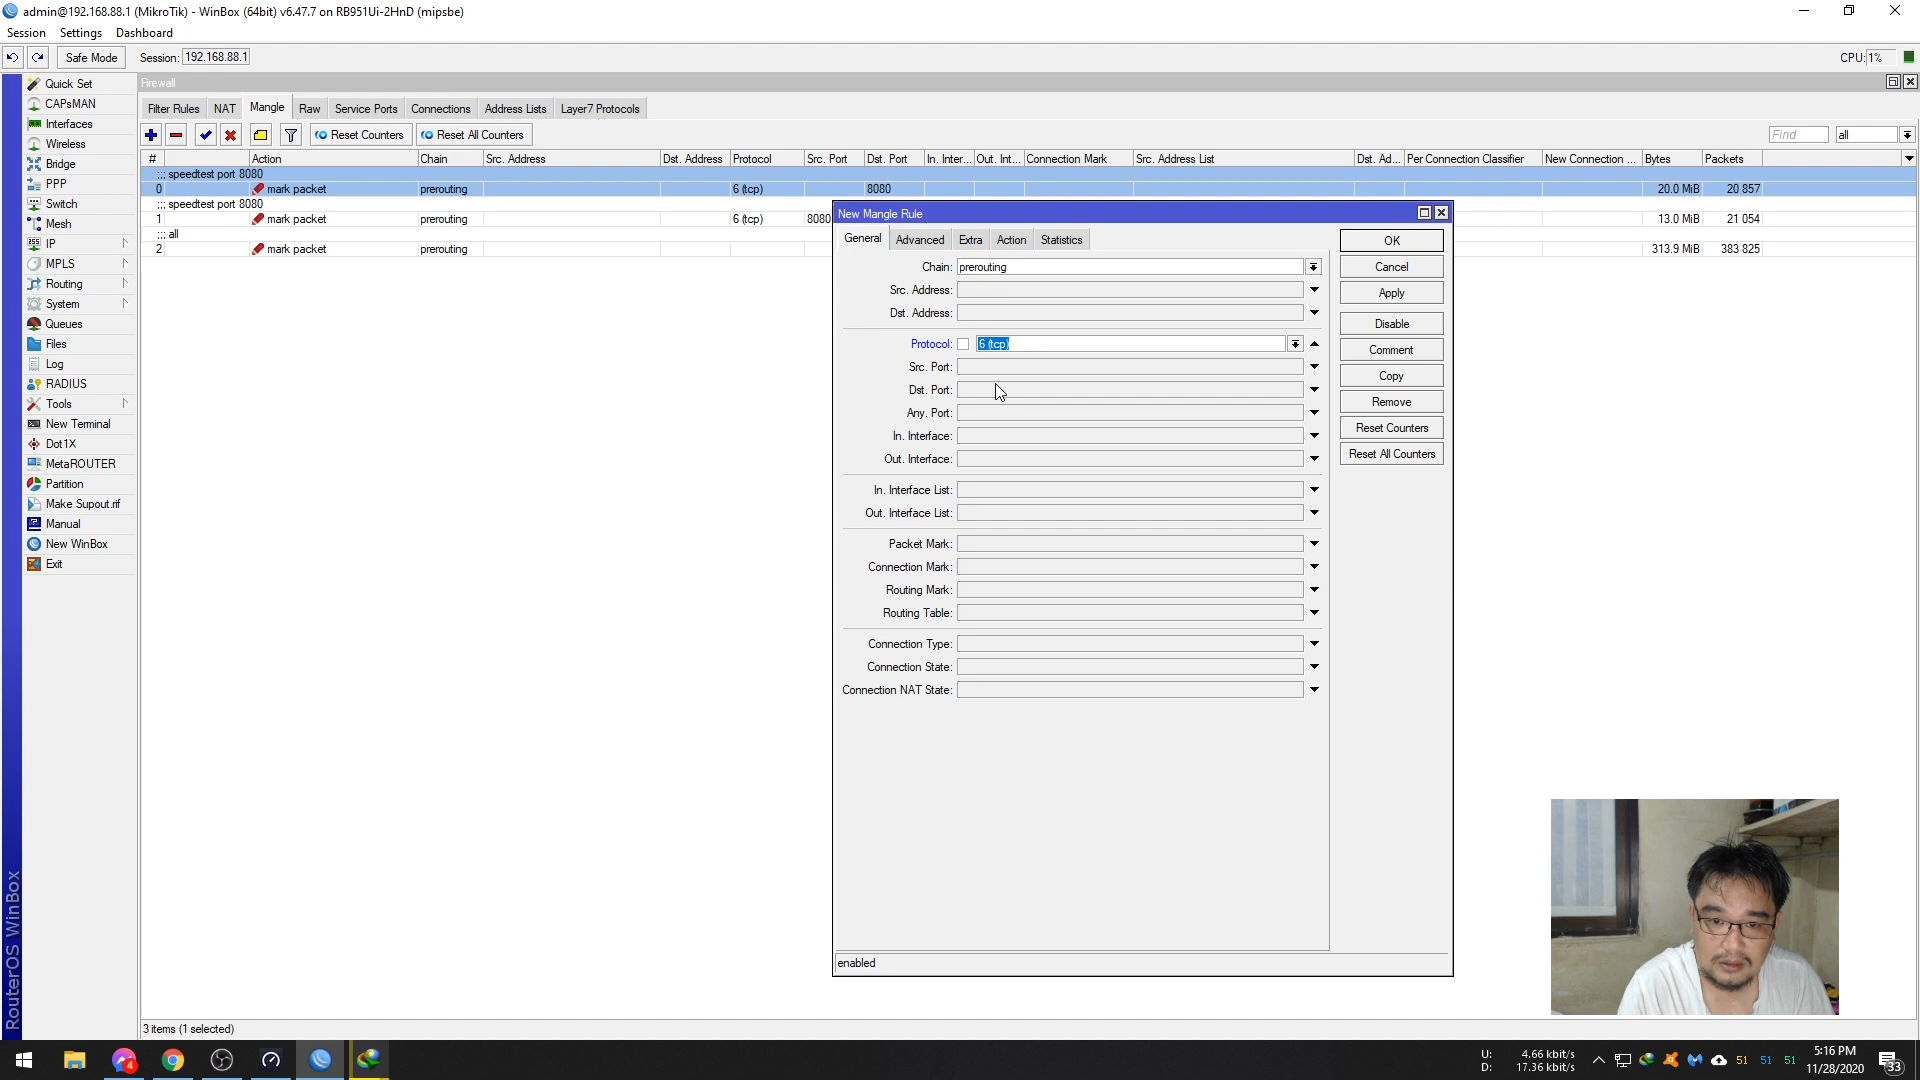 admin@192.168.88.1 (MikroTik) - WinBox (64bit) v6.47.7 on RB951Ui-2HnD (mipsbe)
Session Settings Dashboard
Safe Mode Session: 192.168.88.1 CPU: 1%
Quick Set
CAPsMAN
Interfaces
Wireless
Bridge
PPP
Switch
Mesh
IP
MPLS
Routing
System
Queues
Files
Log
RADIUS
Tools
New Terminal
Dot1X
MetaROUTER
Partition
Make Supout.rif
Manual
New WinBox
Exit
RouterOS WinBox
Firewall
Filter Rules NAT Mangle Raw Service Ports Connections Address Lists Layer7 Protocols
Reset Counters Reset All Counters Find all
# Action Chain Src. Address Dst. Address Protocol Src. Port Dst. Port In. Inter... Out. Int... Connection Mark Src. Address List Dst. Ad... Per Connection Classifier New Connection ... Bytes Packets
;;; speedtest port 8080
0 mark packet prerouting 6 (tcp) 8080 20.0 MiB 20 857
;;; speedtest port 8080
1 mark packet prerouting 6 (tcp) 8080 13.0 MiB 21 054
;;; all
2 mark packet prerouting 313.9 MiB 383 825
New Mangle Rule
General Advanced Extra Action Statistics
Chain: prerouting
Src. Address:
Dst. Address:
Protocol: 6 (tcp)
Src. Port:
Dst. Port:
Any. Port:
In. Interface:
Out. Interface:
In. Interface List:
Out. Interface List:
Packet Mark:
Connection Mark:
Routing Mark:
Routing Table:
Connection Type:
Connection State:
Connection NAT State:
OK
Cancel
Apply
Disable
Comment
Copy
Remove
Reset Counters
Reset All Counters
enabled
3 items (1 selected)
4
U: 4.66 kbit/s
D: 17.36 kbit/s
51 51 51
5:16 PM
11/28/2020
33